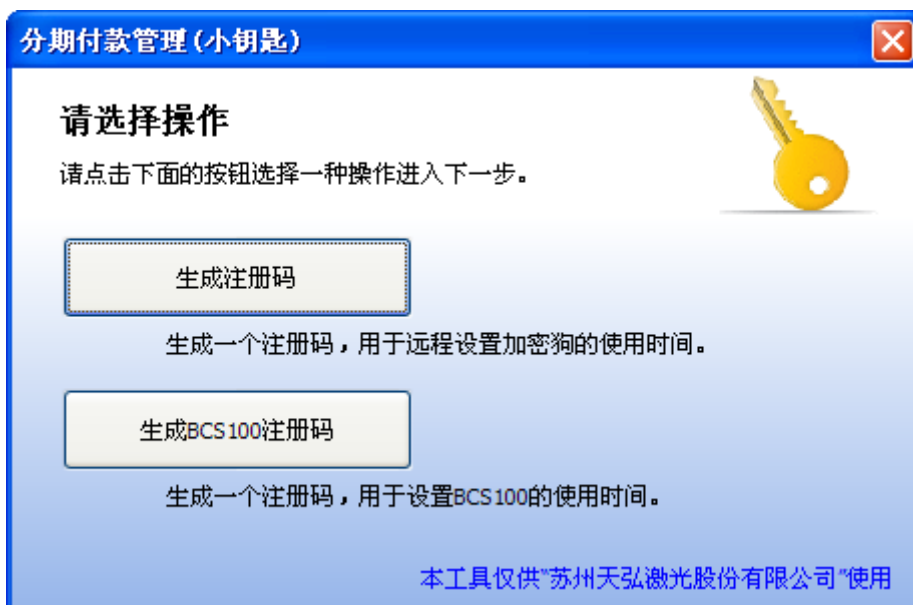 分期付款管理(小钥匙)
请选择操作
请点击下面的按钮选择一种操作进入下一步。
生成注册码
生成一个注册码，用于远程设置加密狗的使用时间。
生成BCS100注册码
生成一个注册码，用于设置BCS100的使用时间。
本工具仅供"苏州天弘激光股份有限公司"使用